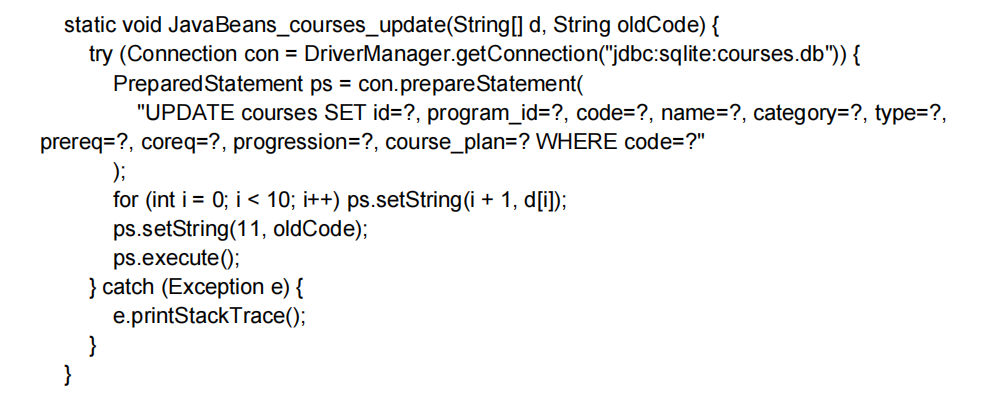 static void JavaBeans_courses_update(String[] d, String oldCode) {
try (Connection con = DriverManager.getConnection("jdbc:sqlite:courses.db")) {
PreparedStatement ps = con.prepareStatement(
"UPDATE courses SET id=?, program_id=?, code=?, name=?, category=?, type=?,
prereq=?, coreq=?, progression=?, course_plan=? WHERE code=?"
);
for (int i = 0; i < 10; i++) ps.setString(i + 1, d[i]);
ps.setString(11, oldCode);
ps.execute();
} catch (Exception e) {
e.printStackTrace();
}
}